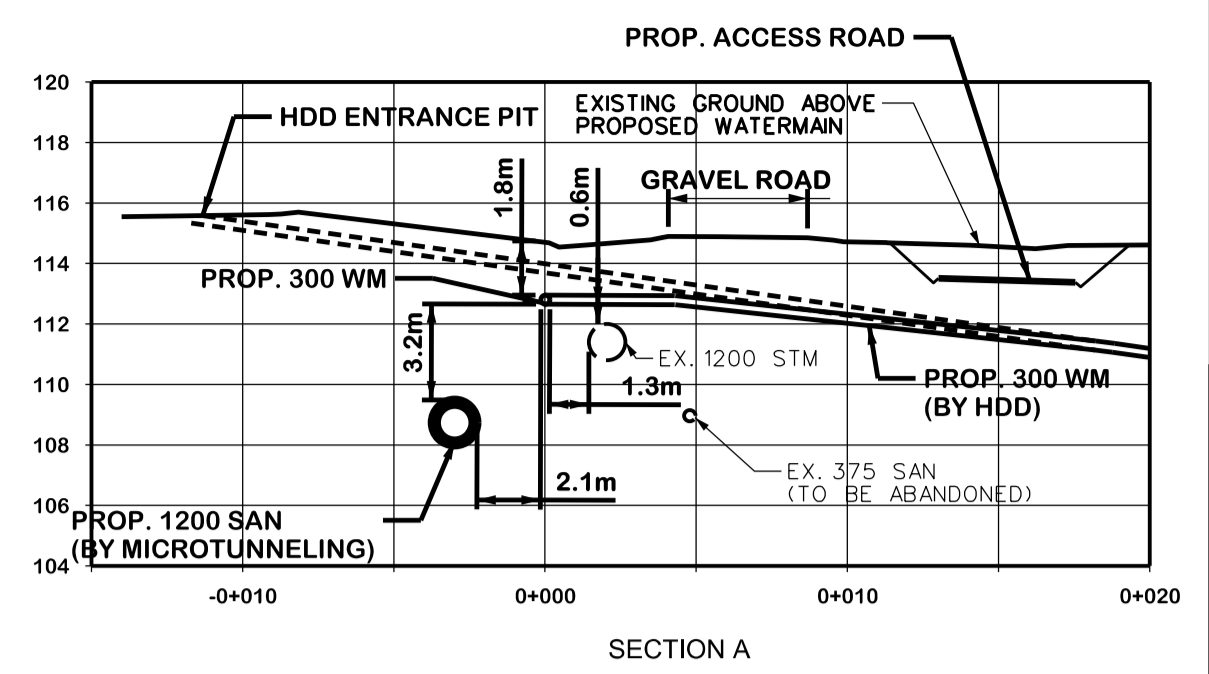 PROP. ACCESS ROAD
120
HDD ENTRANCE PIT
EXISTING GROUND ABOVE
PROPOSED WATERMAIN
118
1.8m
0.6m
GRAVEL ROAD
116
114
PROP. 300 WM
112
3.2m
EX. 1200 STM
110
1.3m
PROP. 300 WM
(BY HDD)
108
EX. 375 SAN
(TO BE ABANDONED)
2.1m
106
PROP. 1200 SAN
(BY MICROTUNNELING)
104
-0+010
0+000
0+010
0+020
SECTION A